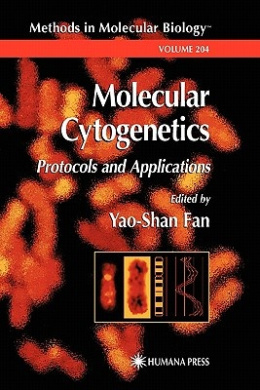 Methods in Molecular Biology™
VOLUME 204
Molecular
Cytogenetics
Protocols and Applications
Edited by
Yao-Shan Fan
HUMANA PRESS